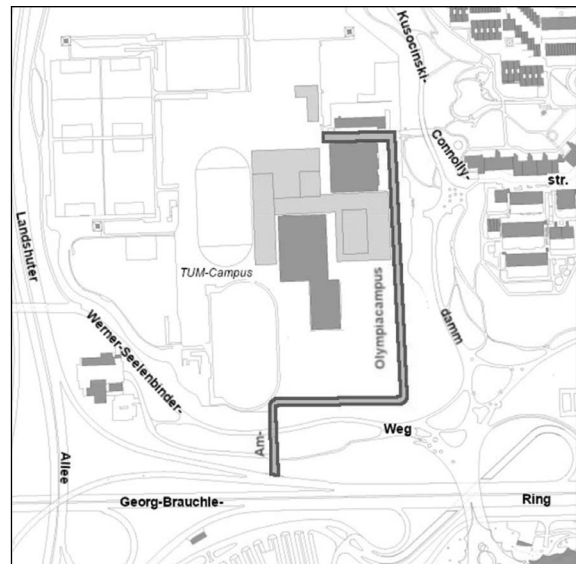 Kusocinski-
Connolly-
str.
Landshuter
TUM-Campus
Olympiacampus
Werner-Seelenbinder-
damm
Am-
Weg
Allee
Georg-Brauchle-
Ring